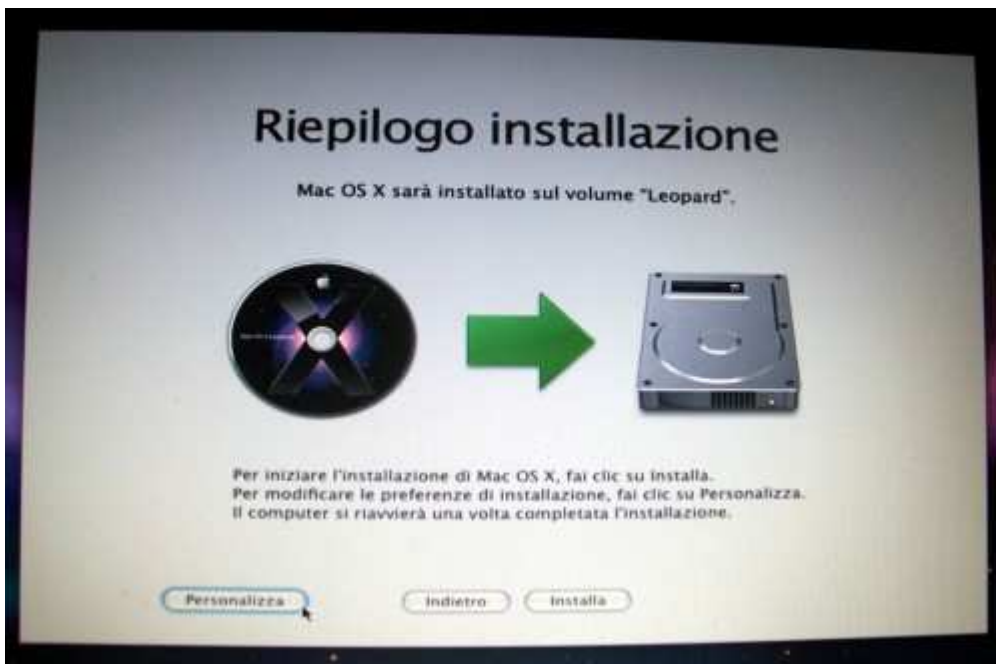 Riepilogo installazione
Mac OS X sarà installato sul volume "Leopard".
Per iniziare l'installazione di Mac OS X, fai clic su Installa.
Per modificare le preferenze di installazione, fai clic su Personalizza.
Il computer si riavvierà una volta completata l'installazione.
Personalizza Indietro Installa